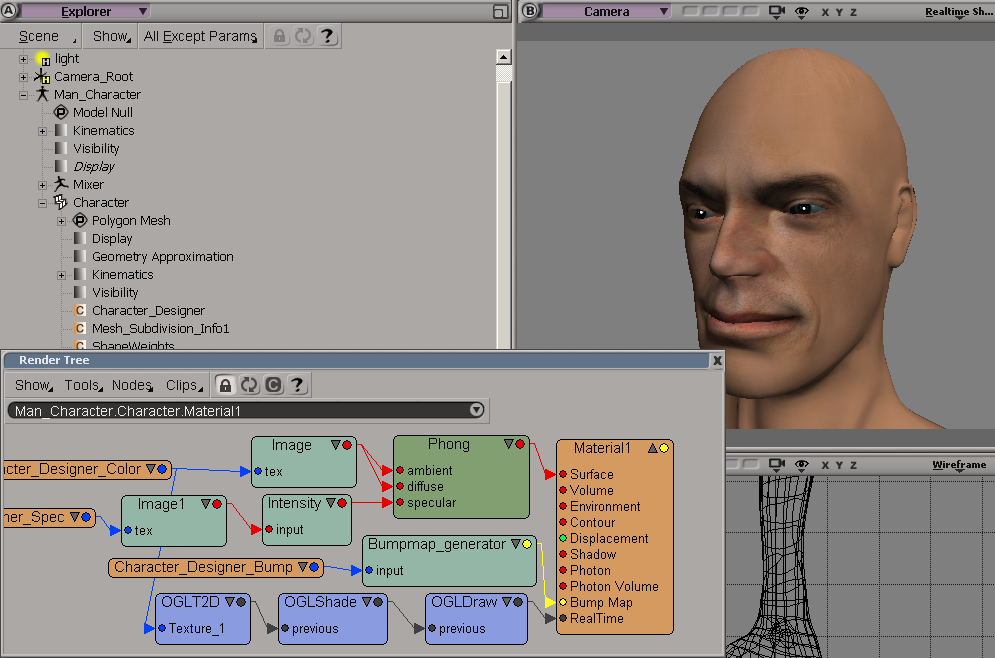 A Explorer
Scene Show All Except Params ?
light
Camera_Root
Man_Character
Model Null
Kinematics
Visibility
Display
Mixer
Character
Polygon Mesh
Display
Geometry Approximation
Kinematics
Visibility
C Character_Designer
C Mesh_Subdivision_Info1
C ShapeWeights
B Camera X Y Z Realtime Sh...
Render Tree X
Show Tools Nodes Clips C ?
Man_Character.Character.Material1
acter_Designer_Color
ner_Spec
Image
tex
Image1
tex
Intensity
input
Phong
ambient
diffuse
specular
Character_Designer_Bump
Bumpmap_generator
input
OGLT2D
Texture_1
OGLShade
previous
OGLDraw
previous
Material1
Surface
Volume
Environment
Contour
Displacement
Shadow
Photon
Photon Volume
Bump Map
RealTime
X Y Z Wireframe